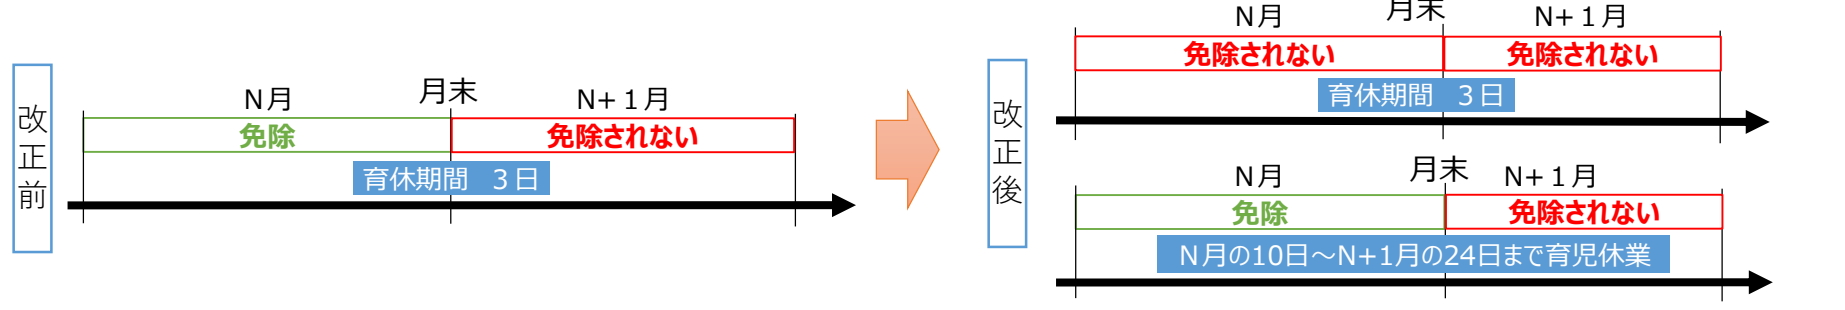 改正前
N月
月末
N+１月
免除
免除されない
育休期間　３日
改正後
N月
月末
N+１月
免除されない
免除されない
育休期間　３日
N月
月末
N+１月
免除
免除されない
N月の10日～N+1月の24日まで育児休業